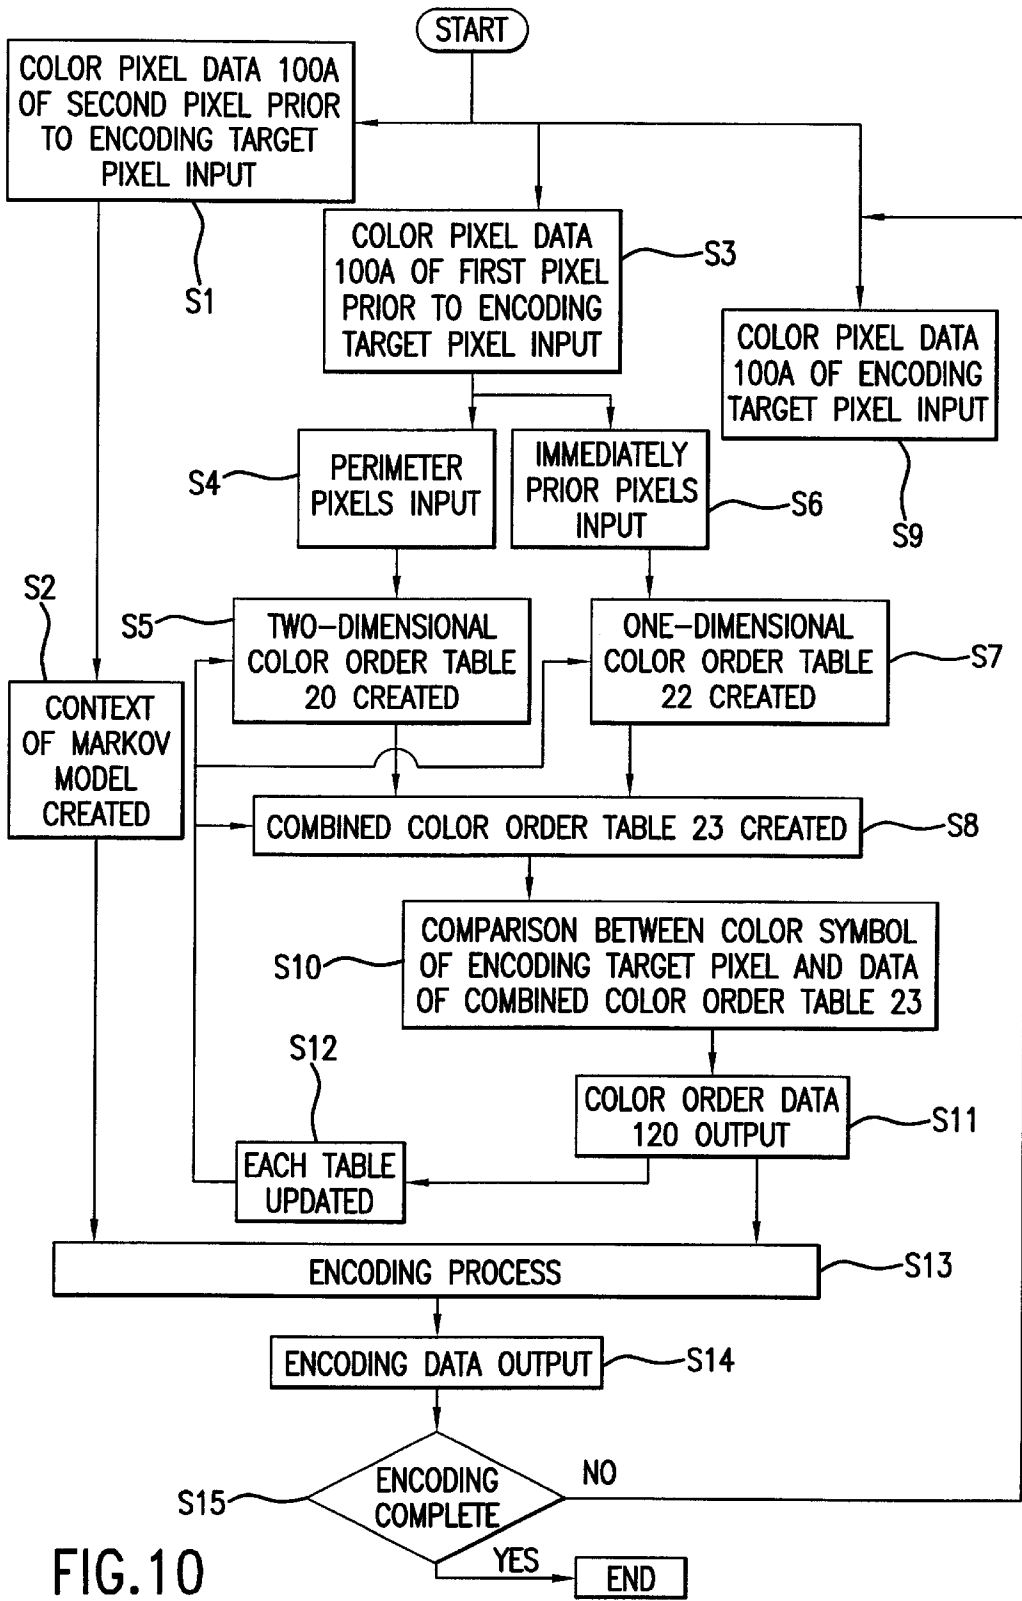 START
COLOR PIXEL DATA 100A
OF SECOND PIXEL PRIOR
TO ENCODING TARGET
PIXEL INPUT
S1
COLOR PIXEL DATA
100A OF FIRST PIXEL
PRIOR TO ENCODING
TARGET PIXEL INPUT
S3
COLOR PIXEL DATA
100A OF ENCODING
TARGET PIXEL INPUT
S9
S4
PERIMETER
PIXELS INPUT
IMMEDIATELY
PRIOR PIXELS
INPUT
S6
S2
CONTEXT
OF MARKOV
MODEL
CREATED
S5
TWO-DIMENSIONAL
COLOR ORDER TABLE
20 CREATED
ONE-DIMENSIONAL
COLOR ORDER TABLE
22 CREATED
S7
COMBINED COLOR ORDER TABLE 23 CREATED
S8
S10
COMPARISON BETWEEN COLOR SYMBOL
OF ENCODING TARGET PIXEL AND DATA
OF COMBINED COLOR ORDER TABLE 23
S12
EACH TABLE
UPDATED
COLOR ORDER DATA
120 OUTPUT
S11
ENCODING PROCESS
S13
ENCODING DATA OUTPUT
S14
S15
ENCODING
COMPLETE
NO
YES
END
FIG.10